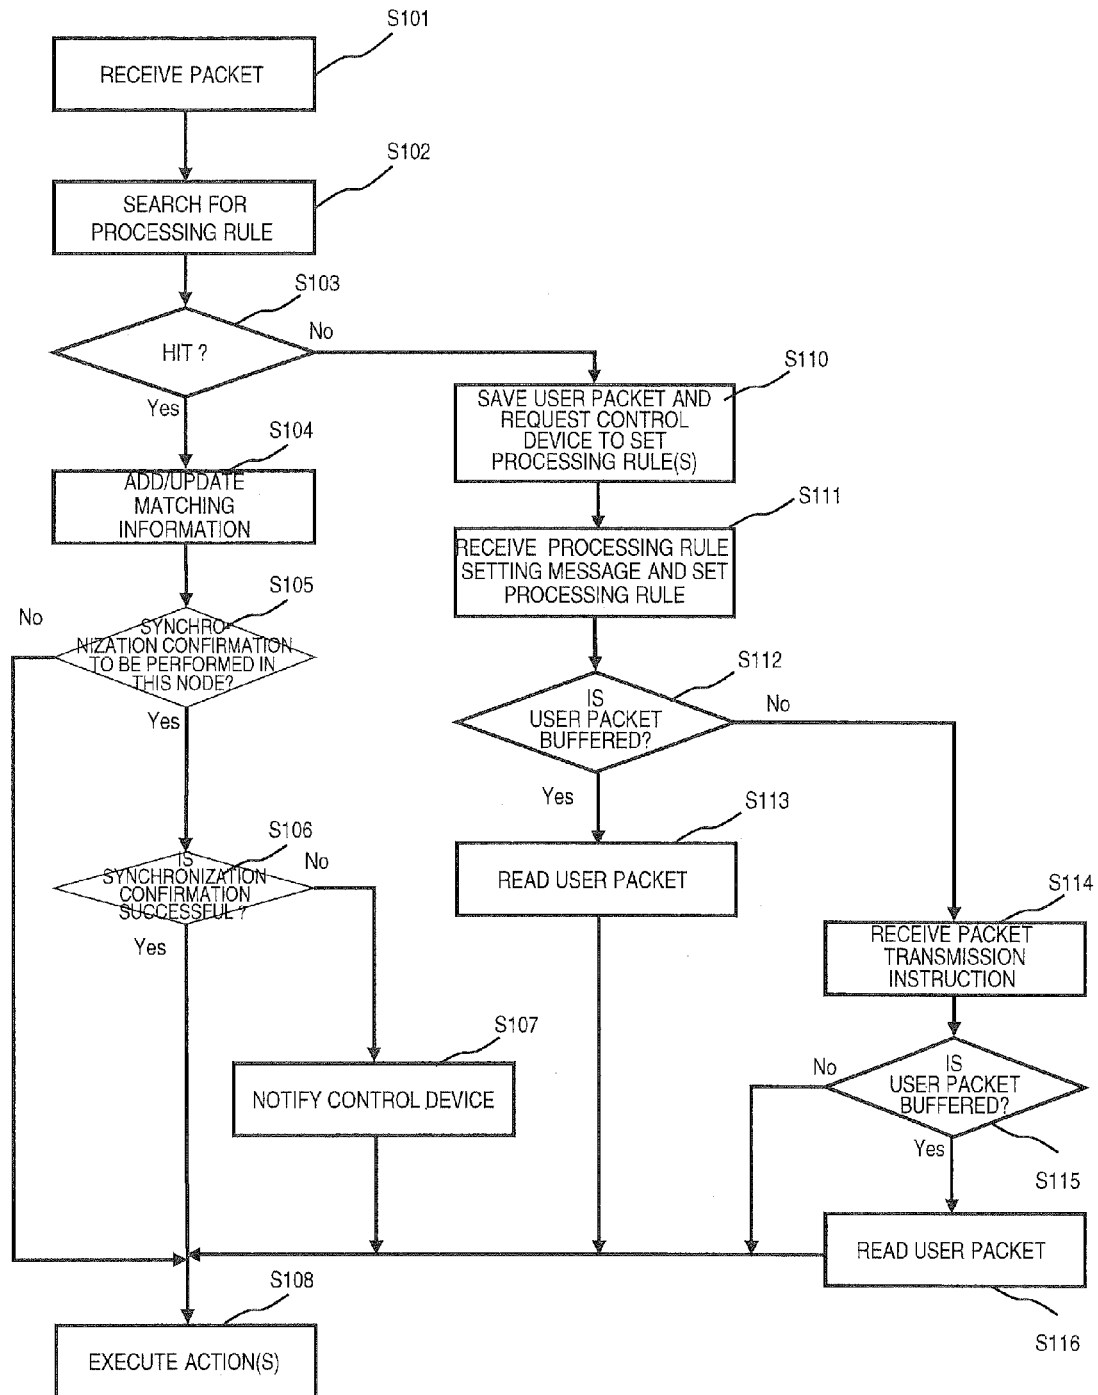 S101
RECEIVE PACKET
S102
SEARCH FOR
PROCESSING RULE
S103
HIT ?
No
Yes
S104
ADD/UPDATE
MATCHING
INFORMATION
S105
No
SYNCHRO-
NIZATION CONFIRMATION
TO BE PERFORMED IN
THIS NODE?
Yes
S106
IS
SYNCHRONIZATION
CONFIRMATION
SUCCESSFUL ?
No
Yes
S107
NOTIFY CONTROL DEVICE
S108
EXECUTE ACTION(S)
S110
SAVE USER PACKET AND
REQUEST CONTROL
DEVICE TO SET
PROCESSING RULE(S)
S111
RECEIVE PROCESSING RULE
SETTING MESSAGE AND SET
PROCESSING RULE
S112
IS
USER PACKET
BUFFERED?
No
Yes
S113
READ USER PACKET
S114
RECEIVE PACKET
TRANSMISSION
INSTRUCTION
No
IS
USER PACKET
BUFFERED?
Yes
S115
READ USER PACKET
S116